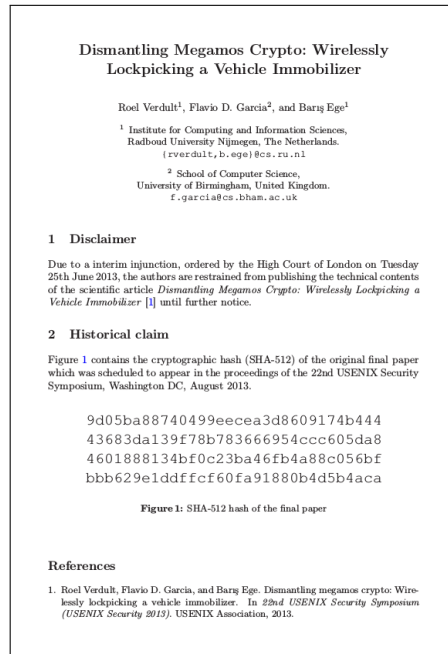 Dismantling Megamos Crypto: Wirelessly
Lockpicking a Vehicle Immobilizer
Roel Verdult1, Flavio D. Garcia2, and Barış Ege1
1 Institute for Computing and Information Sciences,
Radboud University Nijmegen, The Netherlands.
{rverdult,b.ege}@cs.ru.nl
2 School of Computer Science,
University of Birmingham, United Kingdom.
f.garcia@cs.bham.ac.uk
1 Disclaimer
Due to a interim injunction, ordered by the High Court of London on Tuesday
25th June 2013, the authors are restrained from publishing the technical contents
of the scientific article Dismantling Megamos Crypto: Wirelessly Lockpicking a
Vehicle Immobilizer [1] until further notice.
2 Historical claim
Figure 1 contains the cryptographic hash (SHA-512) of the original final paper
which was scheduled to appear in the proceedings of the 22nd USENIX Security
Symposium, Washington DC, August 2013.
9d05ba88740499eecea3d8609174b444
43683da139f78b783666954ccc605da8
4601888134bf0c23ba46fb4a88c056bf
bbb629e1ddffcf60fa91880b4d5b4aca
Figure 1: SHA-512 hash of the final paper
References
1. Roel Verdult, Flavio D. Garcia, and Barış Ege. Dismantling megamos crypto: Wire-
lessly lockpicking a vehicle immobilizer. In 22nd USENIX Security Symposium
(USENIX Security 2013). USENIX Association, 2013.